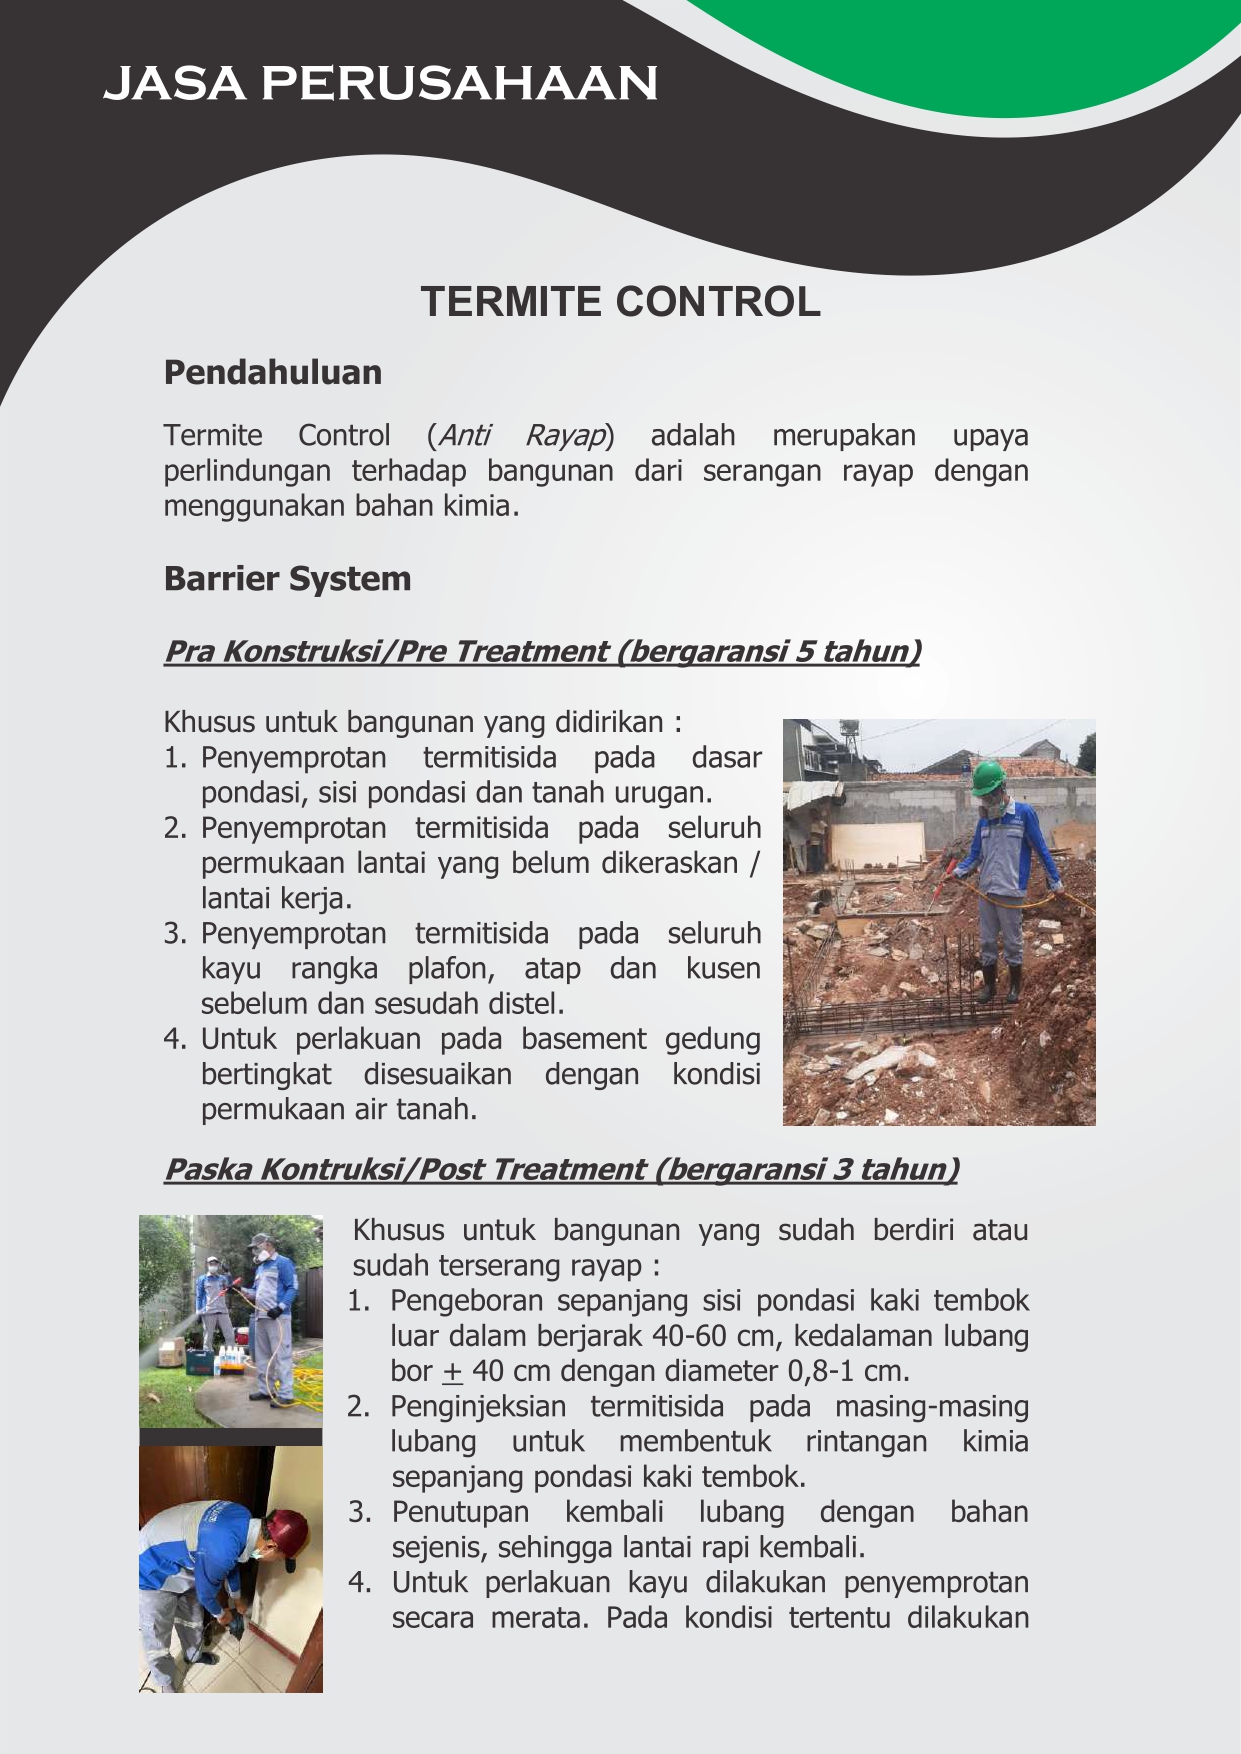 JASA PERUSAHAAN
TERMITE CONTROL
Pendahuluan
Termite Control (Anti Rayap) adalah merupakan upaya
perlindungan terhadap bangunan dari serangan rayap dengan
menggunakan bahan kimia.
Barrier System
Pra Konstruksi/Pre Treatment (bergaransi 5 tahun)
Khusus untuk bangunan yang didirikan :
1. Penyemprotan termitisida pada dasar
pondasi, sisi pondasi dan tanah urugan.
2. Penyemprotan termitisida pada seluruh
permukaan lantai yang belum dikeraskan /
lantai kerja.
3. Penyemprotan termitisida pada seluruh
kayu rangka plafon, atap dan kusen
sebelum dan sesudah distel.
4. Untuk perlakuan pada basement gedung
bertingkat disesuaikan dengan kondisi
permukaan air tanah.
Paska Kontruksi/Post Treatment (bergaransi 3 tahun)
Khusus untuk bangunan yang sudah berdiri atau
sudah terserang rayap :
1. Pengeboran sepanjang sisi pondasi kaki tembok
luar dalam berjarak 40-60 cm, kedalaman lubang
bor + 40 cm dengan diameter 0,8-1 cm.
2. Penginjeksian termitisida pada masing-masing
lubang untuk membentuk rintangan kimia
sepanjang pondasi kaki tembok.
3. Penutupan kembali lubang dengan bahan
sejenis, sehingga lantai rapi kembali.
4. Untuk perlakuan kayu dilakukan penyemprotan
secara merata. Pada kondisi tertentu dilakukan